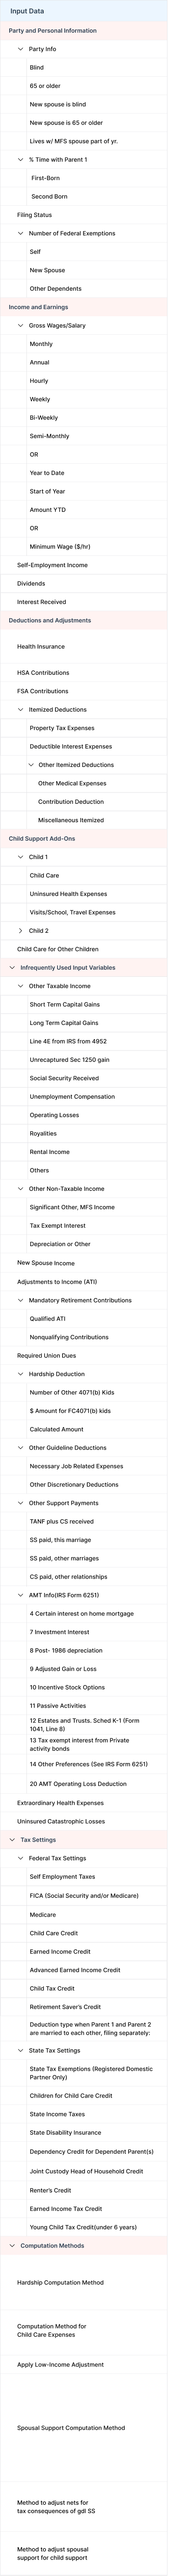 Input Data
Party and Personal Information
Party Info
Blind
65 or older
New spouse is blind
New spouse is 65 or older
Lives w/ MFS spouse part of yr.
% Time with Parent 1
First-Born
Second Born
Filing Status
Number of Federal Exemptions
Self
New Spouse
Other Dependents
Income and Earnings
Gross Wages/Salary
Monthly
Annual
Hourly
Weekly
Bi-Weekly
Semi-Monthly
OR
Year to Date
Start of Year
Amount YTD
OR
Minimum Wage ($/hr)
Self-Employment Income
Dividends
Interest Received
Deductions and Adjustments
Health Insurance
HSA Contributions
FSA Contributions
Itemized Deductions
Property Tax Expenses
Deductible Interest Expenses
Other Itemized Deductions
Other Medical Expenses
Contribution Deduction
Miscellaneous Itemized
Child Support Add-Ons
Child 1
Child Care
Uninsured Health Expenses
Visits/School, Travel Expenses
Child 2
Child Care for Other Children
Infrequently Used Input Variables
Other Taxable Income
Short Term Capital Gains
Long Term Capital Gains
Line 4E from IRS from 4952
Unrecaptured Sec 1250 gain
Social Security Received
Unemployment Compensation
Operating Losses
Royalities
Rental Income
Others
Other Non-Taxable Income
Significant Other, MFS Income
Tax Exempt Interest
Depreciation or Other
New Spouse Income
Adjustments to Income (ATI)
Mandatory Retirement Contributions
Qualified ATI
Nonqualifying Contributions
Required Union Dues
Hardship Deduction
Number of Other 4071(b) Kids
$ Amount for FC4071(b) kids
Calculated Amount
Other Guideline Deductions
Necessary Job Related Expenses
Other Discretionary Deductions
Other Support Payments
TANF plus CS received
SS paid, this marriage
SS paid, other marriages
CS paid, other relationships
AMT Info(IRS Form 6251)
4 Certain interest on home mortgage
7 Investment Interest
8 Post- 1986 depreciation
9 Adjusted Gain or Loss
10 Incentive Stock Options
11 Passive Activities
12 Estates and Trusts. Sched K-1 (Form
1041, Line 8)
13 Tax exempt interest from Private
activity bonds
14 Other Preferences (See IRS Form 6251)
20 AMT Operating Loss Deduction
Extraordinary Health Expenses
Uninsured Catastrophic Losses
Tax Settings
Federal Tax Settings
Self Employment Taxes
FICA (Social Security and/or Medicare)
Medicare
Child Care Credit
Earned Income Credit
Advanced Earned Income Credit
Child Tax Credit
Retirement Saver's Credit
Deduction type when Parent 1 and Parent 2
are married to each other, filing separately:
State Tax Settings
State Tax Exemptions (Registered Domestic
Partner Only)
Children for Child Care Credit
State Income Taxes
State Disability Insurance
Dependency Credit for Dependent Parent(s)
Joint Custody Head of Household Credit
Renter's Credit
Earned Income Tax Credit
Young Child Tax Credit(under 6 years)
Computation Methods
Hardship Computation Method
Computation Method for
Child Care Expenses
Apply Low-Income Adjustment
Spousal Support Computation Method
Method to adjust nets for
tax consequences of gdl SS
Method to adjust spousal
support for child support